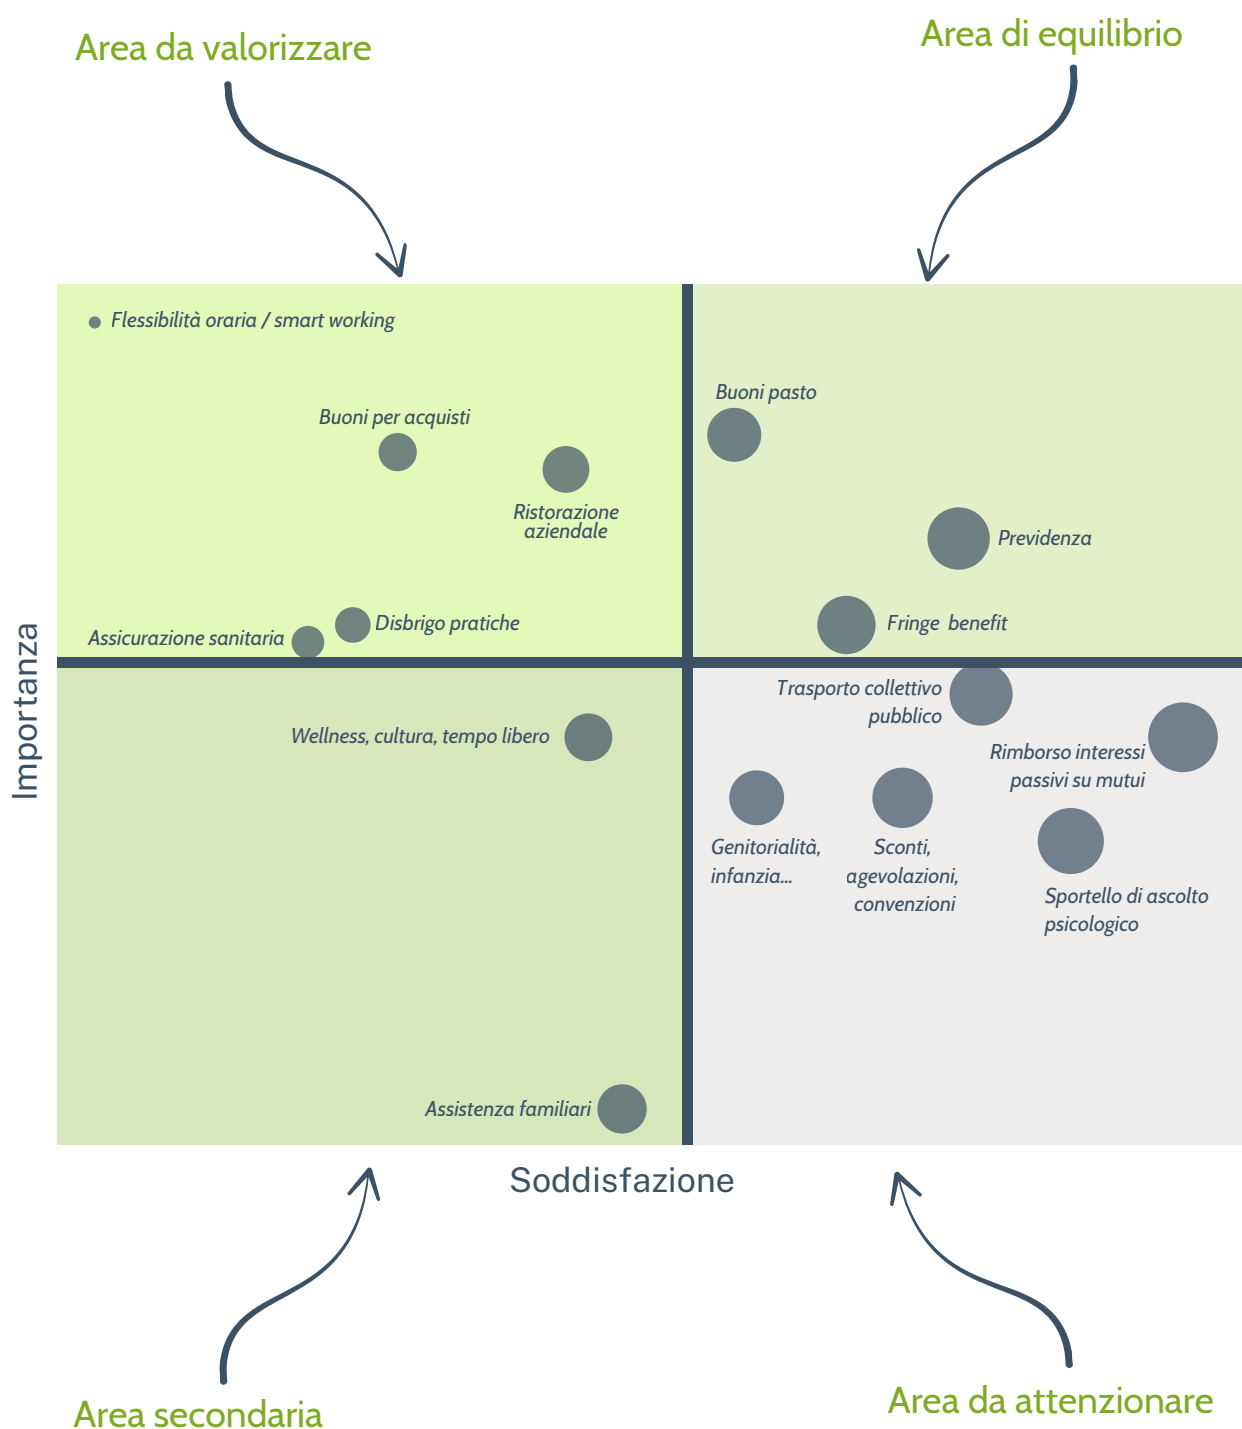 Area da valorizzare
Area di equilibrio
Flessibilità oraria / smart working
Buoni per acquisti
Ristorazione
aziendale
Assicurazione sanitaria
Disbrigo pratiche
Buoni pasto
Previdenza
Fringe benefit
Importanza
Wellness, cultura, tempo libero
Assistenza familiari
Trasporto collettivo
pubblico
Rimborso interessi
passivi su mutui
Genitorialità,
infanzia...
Sconti,
agevolazioni,
convenzioni
Sportello di ascolto
psicologico
Soddisfazione
Area secondaria
Area da attenzionare